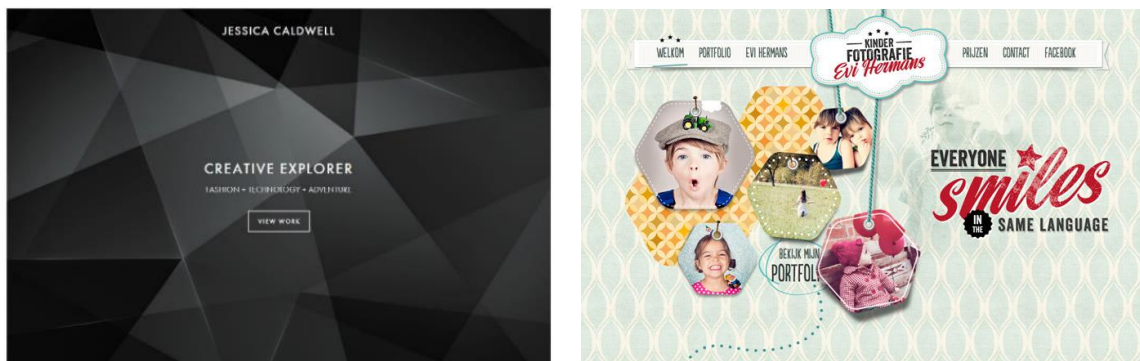 JESSICA CALDWELL
CREATIVE EXPLORER
FASHION + TECHNOLOGY + ADVENTURE
VIEW WORK
WELKOM PORTFOLIO EVI HERMANS
KINDER
FOTOGRAFIE
Evi Hermans
PRIJZEN CONTACT FACEBOOK
EVERYONE
smiles
IN
THE
SAME LANGUAGE
BEKIJK MIJN
PORTFOL